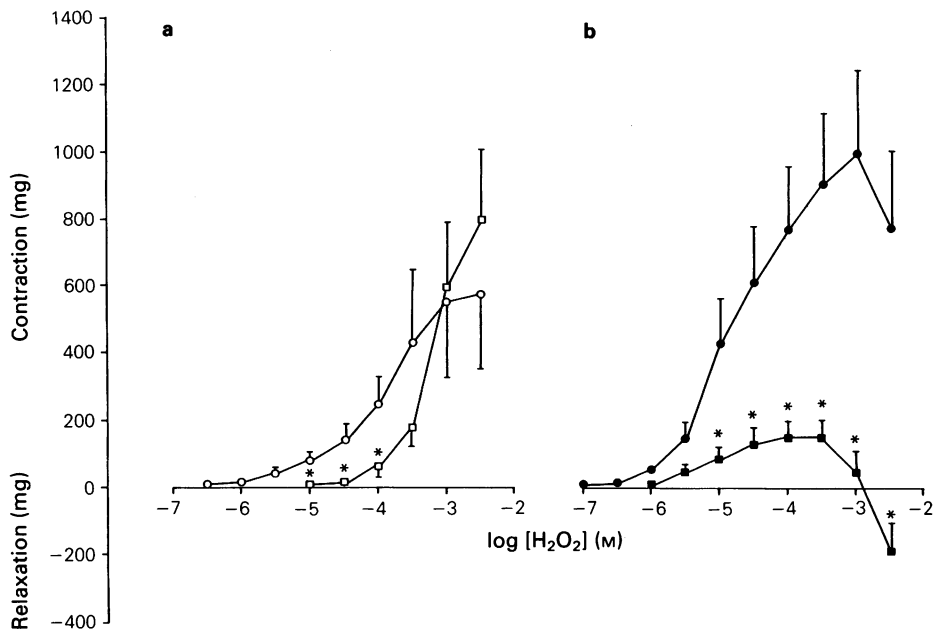 a
b
Contraction (mg)
Relaxation (mg)
1400
1200
1000
800
600
400
200
0
−200
−400
* * *
* * * * * *
−7 −6 −5 −4 −3 −2
−7 −6 −5 −4 −3 −2
log [H₂O₂] (M)